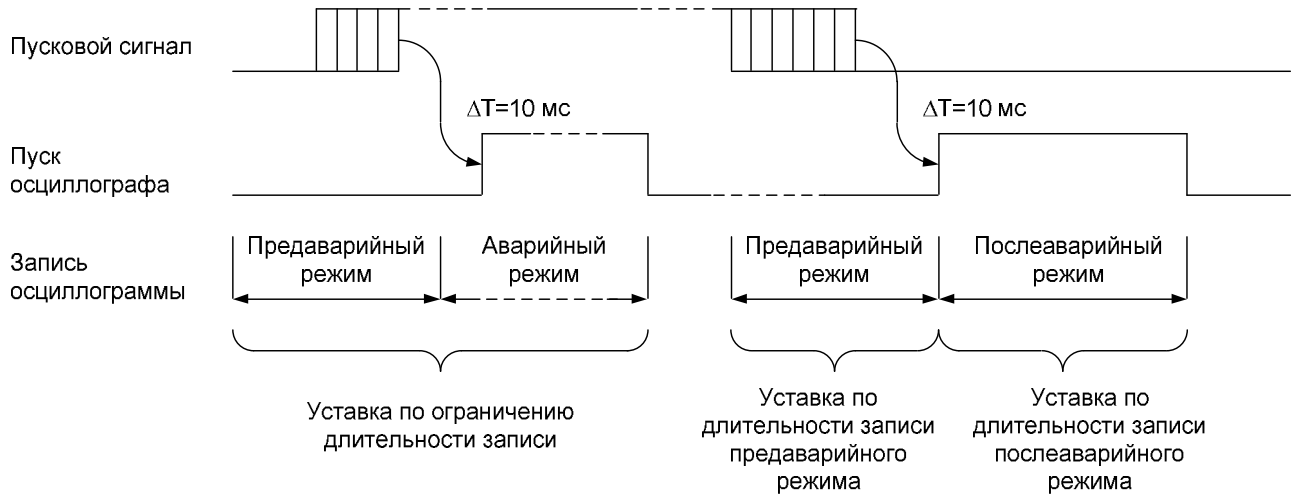 Пусковой сигнал
ΔT=10 мс
ΔT=10 мс
Пуск
осциллографа
Запись
осциллограммы
Предаварийный
режим
Аварийный
режим
Предаварийный
режим
Послеаварийный
режим
Уставка по ограничению
длительности записи
Уставка по
длительности записи
предаварийного
режима
Уставка по
длительности записи
послеаварийного
режима